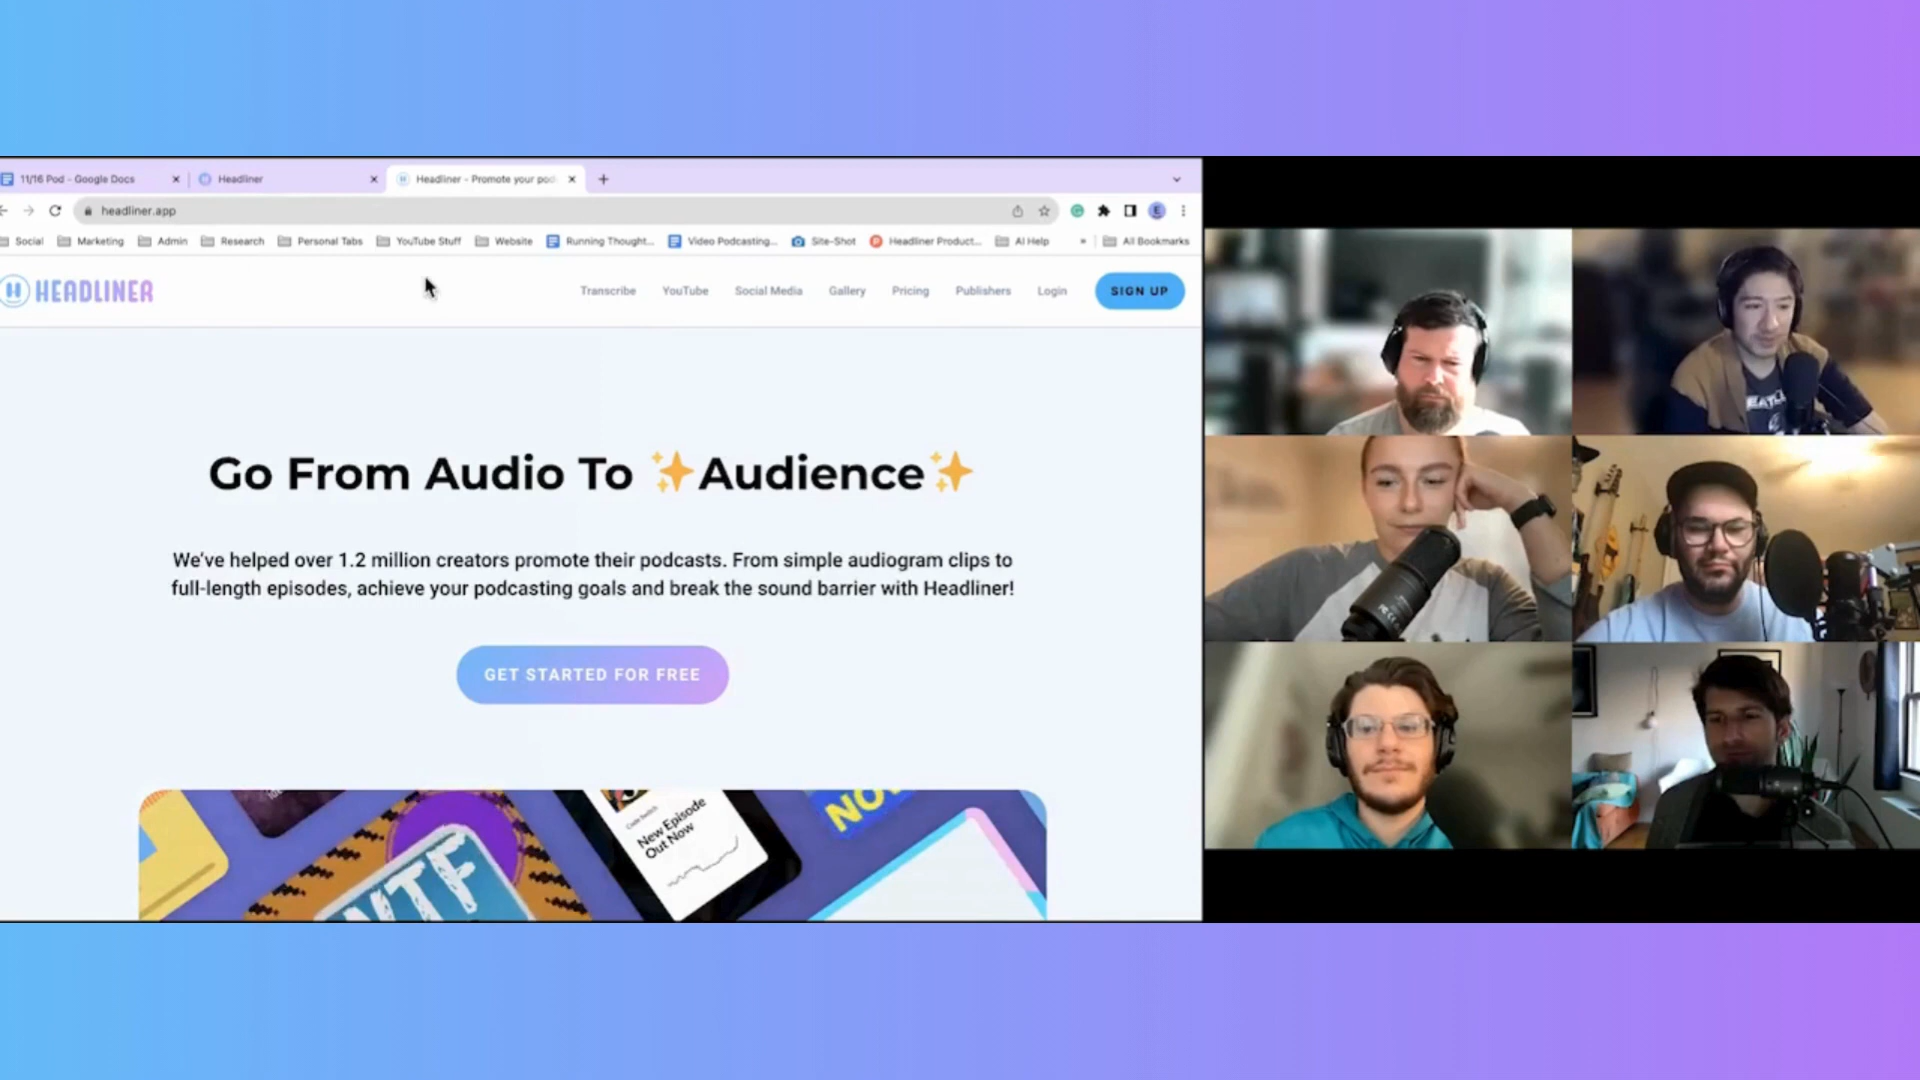 11/16 Pod - Google Docs
Headliner
Headliner - Promote your pod
headliner.app
E
Social Marketing Admin Research Personal Tabs YouTube Stuff Website Running Thought... Video Podcasting... Site-Shot Headliner Product... AI Help » All Bookmarks
HEADLINER
Transcribe YouTube Social Media Gallery Pricing Publishers Login SIGN UP
Go From Audio To ✨Audience✨
We've helped over 1.2 million creators promote their podcasts. From simple audiogram clips to
full-length episodes, achieve your podcasting goals and break the sound barrier with Headliner!
GET STARTED FOR FREE
Code Switch
New Episode
Out Now
NTF